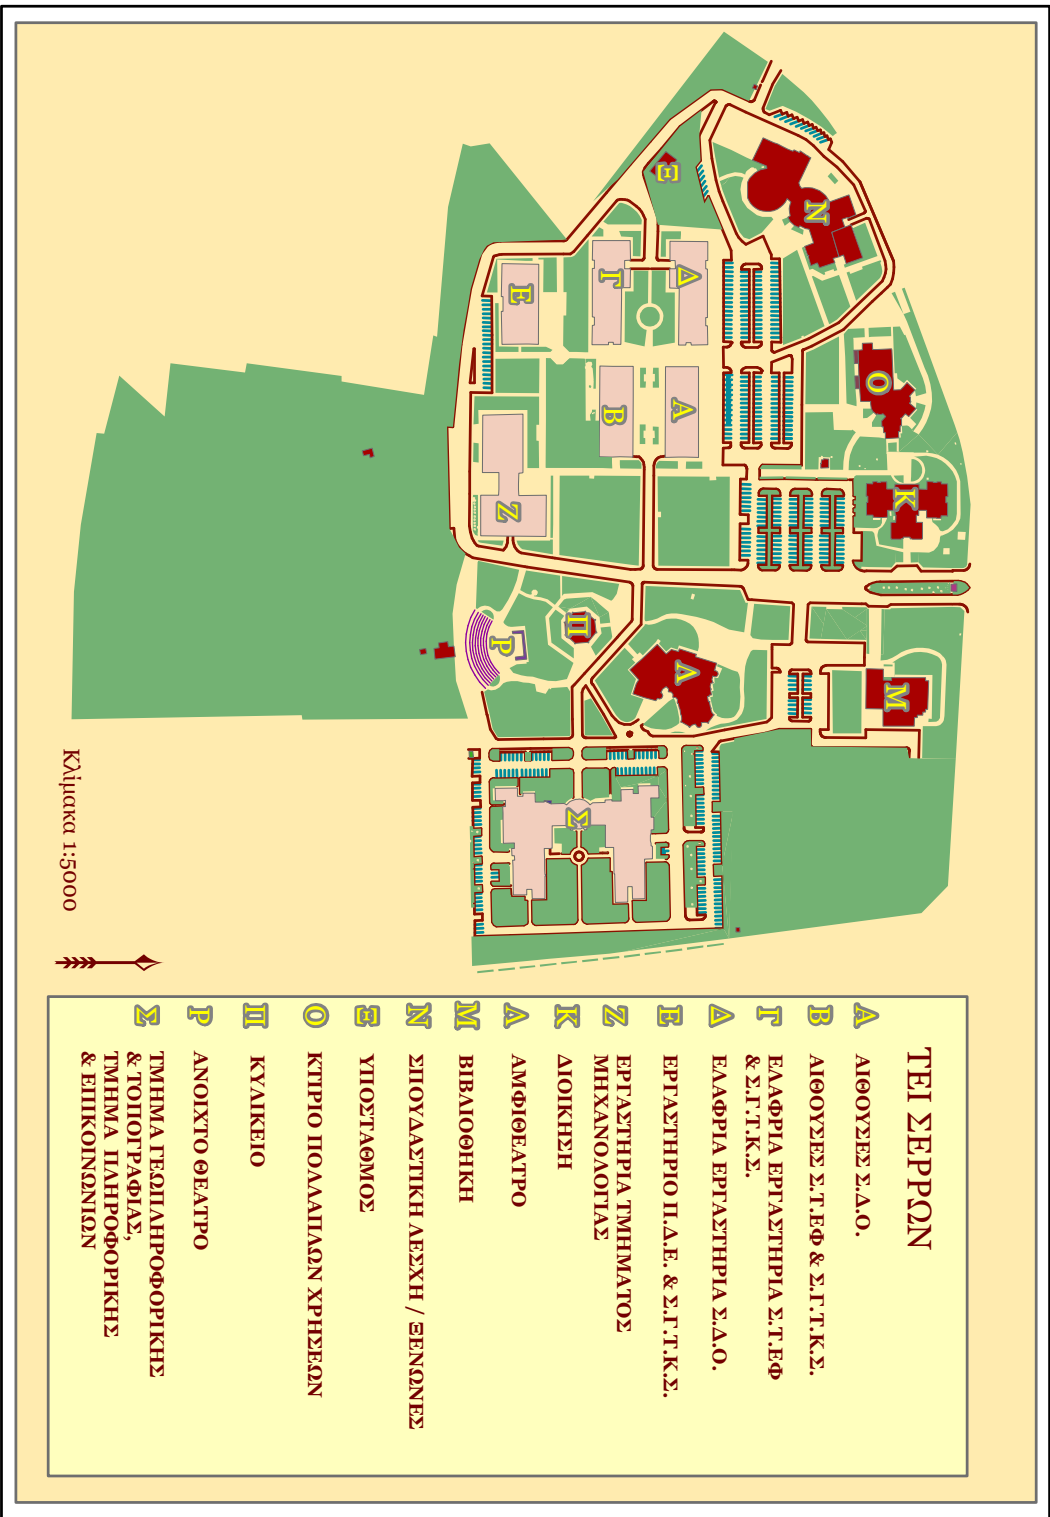 ΤΕΙ ΣΕΡΡΩΝ
Α ΑΙΘΟΥΣΕΣ Σ.Δ.Ο.
Β ΑΙΘΟΥΣΕΣ Σ.Τ.ΕΦ & Σ.Γ.Τ.Κ.Σ.
Γ ΕΛΑΦΡΙΑ ΕΡΓΑΣΤΗΡΙΑ Σ.Τ.ΕΦ
& Σ.Γ.Τ.Κ.Σ.
Δ ΕΛΑΦΡΙΑ ΕΡΓΑΣΤΗΡΙΑ Σ.Δ.Ο.
Ε ΕΡΓΑΣΤΗΡΙΟ Π.Δ.Ε. & Σ.Γ.Τ.Κ.Σ.
Ζ ΕΡΓΑΣΤΗΡΙΑ ΤΜΗΜΑΤΟΣ
ΜΗΧΑΝΟΛΟΓΙΑΣ
Κ ΔΙΟΙΚΗΣΗ
Λ ΑΜΦΙΘΕΑΤΡΟ
Μ ΒΙΒΛΙΟΘΗΚΗ
Ν ΣΠΟΥΔΑΣΤΙΚΗ ΛΕΣΧΗ / ΞΕΝΩΝΕΣ
Ξ ΥΠΟΣΤΑΘΜΟΣ
Ο ΚΤΙΡΙΟ ΠΟΛΛΑΠΛΩΝ ΧΡΗΣΕΩΝ
Π ΚΥΛΙΚΕΙΟ
Ρ ΑΝΟΙΧΤΟ ΘΕΑΤΡΟ
Σ ΤΜΗΜΑ ΓΕΩΠΛΗΡΟΦΟΡΙΚΗΣ
& ΤΟΠΟΓΡΑΦΙΑΣ,
ΤΜΗΜΑ ΠΛΗΡΟΦΟΡΙΚΗΣ
& ΕΠΙΚΟΙΝΩΝΙΩΝ
Ν
Ο
Κ
Μ
Ξ
Δ
Γ
Ε
Α
Β
Ζ
Λ
Π
Ρ
Σ
Κλίμακα 1:5000